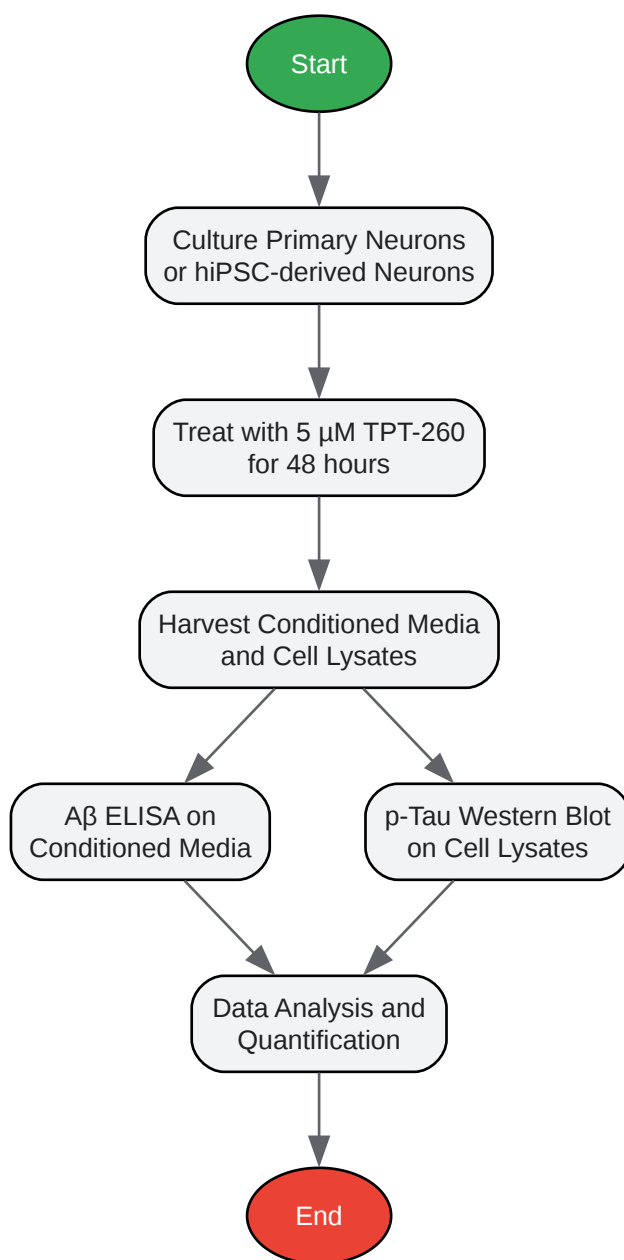 Start
Culture Primary Neurons
or hiPSC-derived Neurons
Treat with 5 µM TPT-260
for 48 hours
Harvest Conditioned Media
and Cell Lysates
Aβ ELISA on
Conditioned Media
p-Tau Western Blot
on Cell Lysates
Data Analysis and
Quantification
End